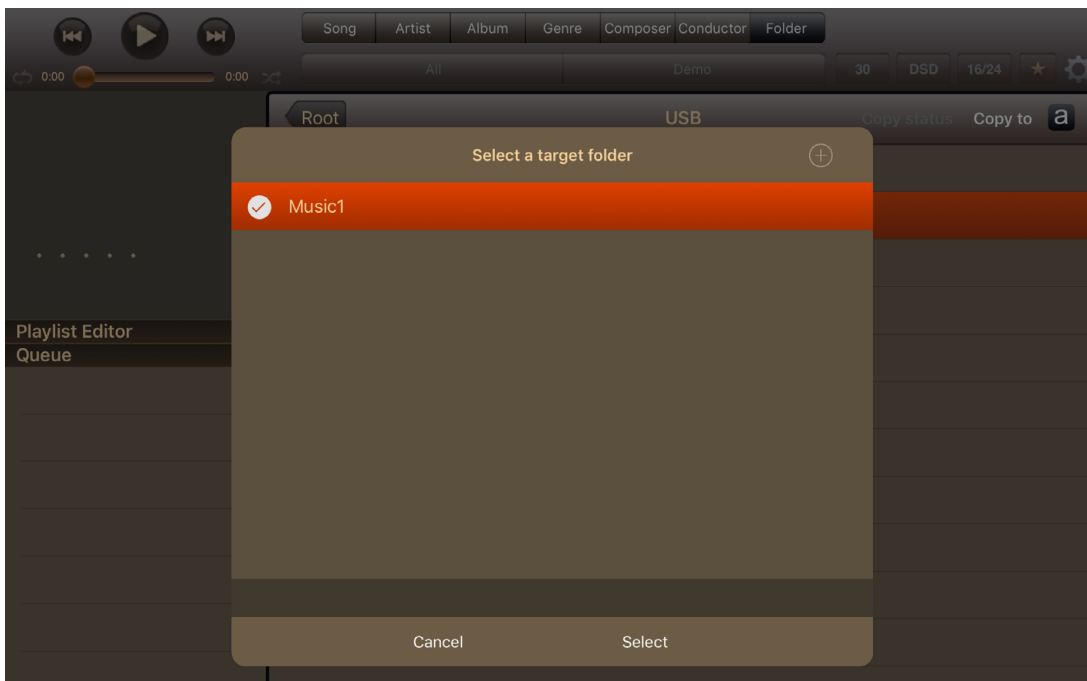 Song Artist Album Genre Composer Conductor Folder
0:00 0:00 All Demo 30 DSD 16/24
Root USB Copy status Copy to a
Select a target folder
Music1
Playlist Editor
Queue
Cancel Select